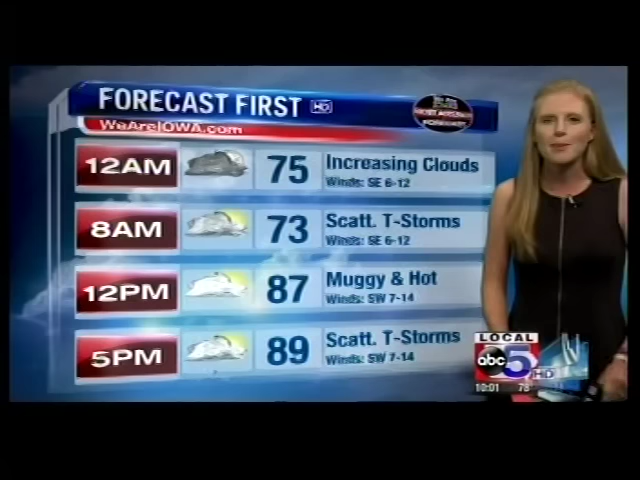 FORECAST FIRST HD
WeAreIOWA.com
12AM 75 Increasing Clouds
Winds: SE 6-12
8AM 73 Scatt. T-Storms
Winds: SE 6-12
12PM 87 Muggy & Hot
Winds: SW 7-14
5PM 89 Scatt. T-Storms
Winds: SW 7-14
LOCAL
abc 5 HD
10:01 78